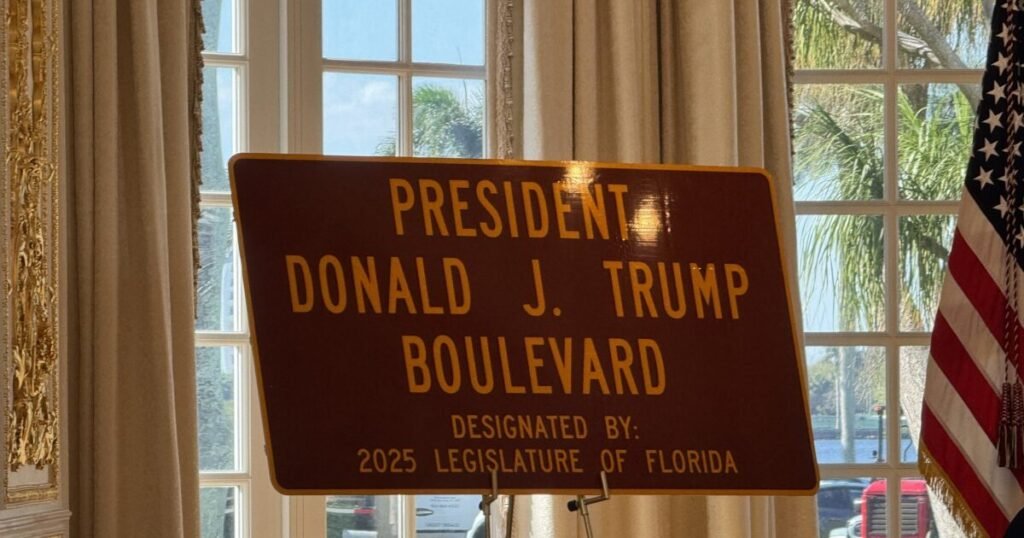 PRESIDENT
DONALD J. TRUMP
BOULEVARD
DESIGNATED BY:
2025 LEGISLATURE OF FLORIDA